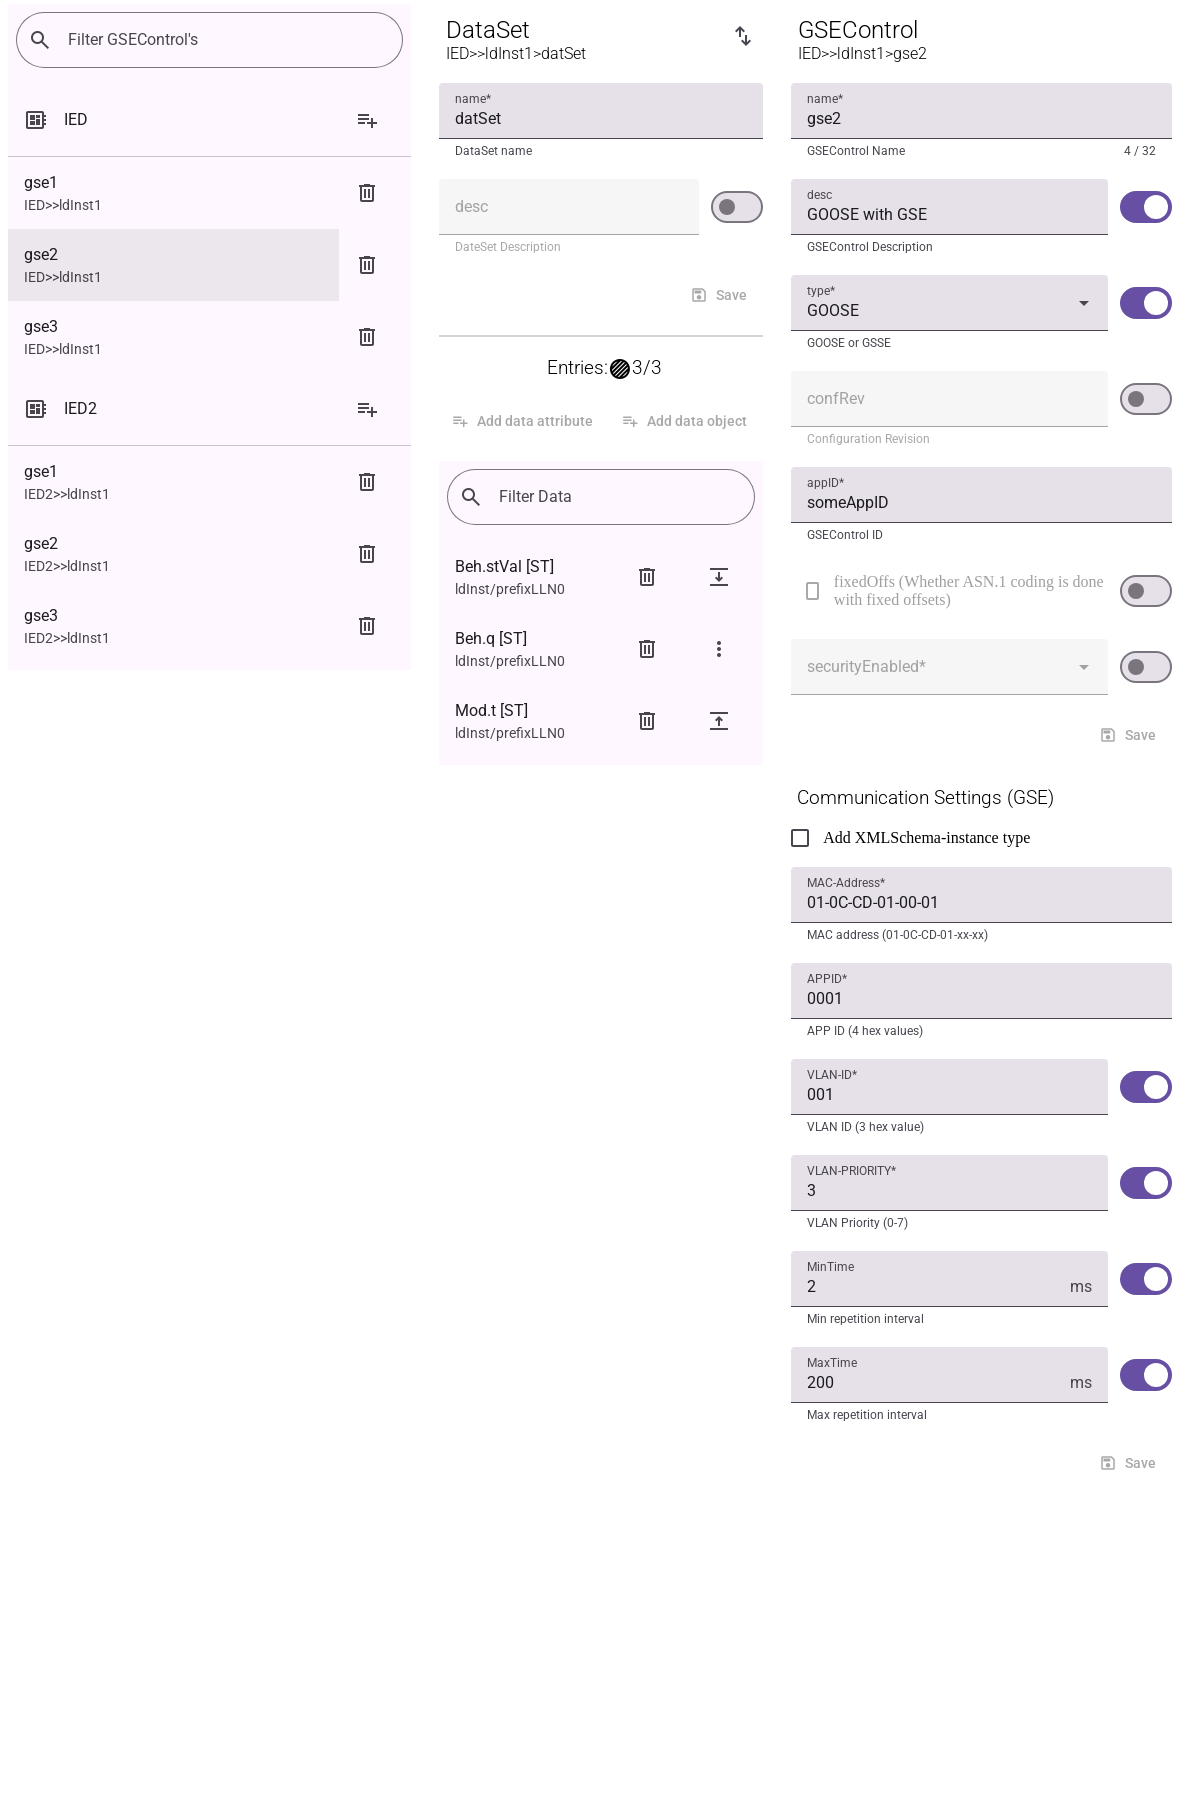 Filter GSEControl's
IED
gse1
IED>>ldInst1
gse2
IED>>ldInst1
gse3
IED>>ldInst1
IED2
gse1
IED2>>ldInst1
gse2
IED2>>ldInst1
gse3
IED2>>ldInst1
DataSet
IED>>ldInst1>datSet
name*
datSet
DataSet name
desc
DateSet Description
Save
Entries: 3/3
Add data attribute Add data object
Filter Data
Beh.stVal [ST]
ldInst/prefixLLN0
Beh.q [ST]
ldInst/prefixLLN0
Mod.t [ST]
ldInst/prefixLLN0
GSEControl
IED>>ldInst1>gse2
name*
gse2
GSEControl Name 4 / 32
desc
GOOSE with GSE
GSEControl Description
type*
GOOSE
GOOSE or GSSE
confRev
Configuration Revision
appID*
someAppID
GSEControl ID
fixedOffs (Whether ASN.1 coding is done
with fixed offsets)
securityEnabled*
Save
Communication Settings (GSE)
Add XMLSchema-instance type
MAC-Address*
01-0C-CD-01-00-01
MAC address (01-0C-CD-01-xx-xx)
APPID*
0001
APP ID (4 hex values)
VLAN-ID*
001
VLAN ID (3 hex value)
VLAN-PRIORITY*
3
VLAN Priority (0-7)
MinTime
2 ms
Min repetition interval
MaxTime
200 ms
Max repetition interval
Save